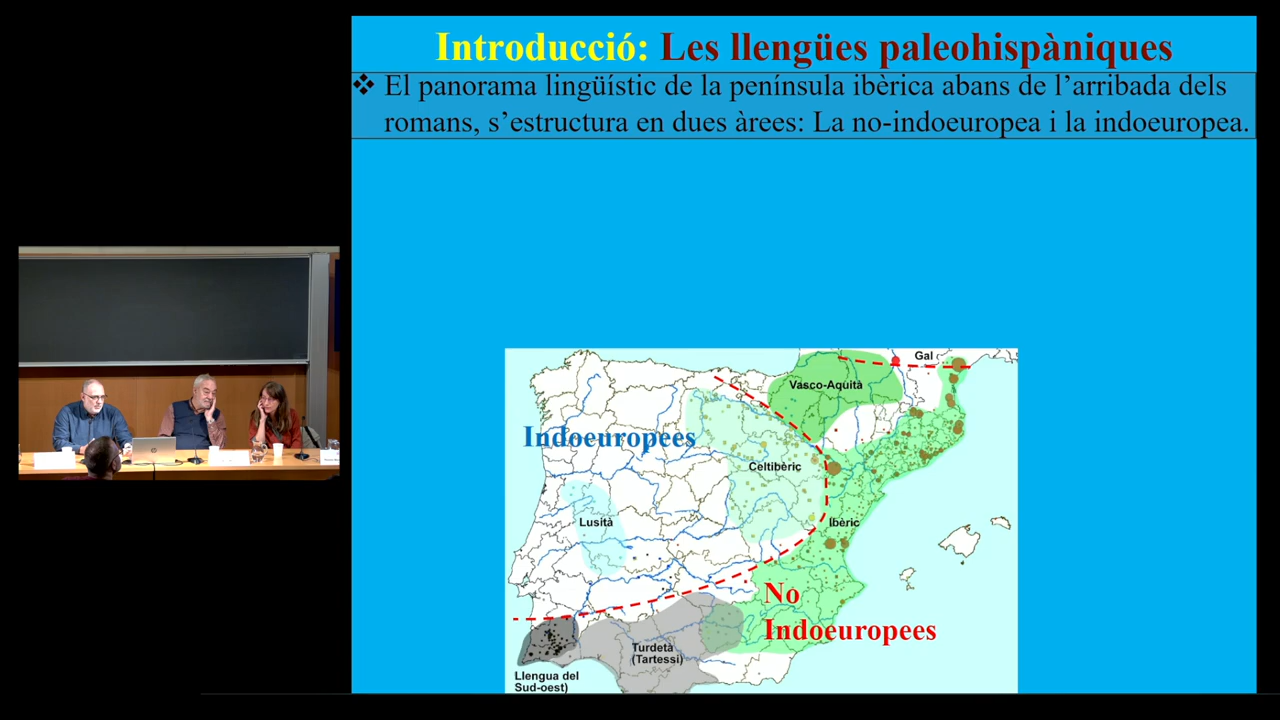 Introducció: Les llengües paleohispàniques
❖ El panorama lingüístic de la península ibèrica abans de l’arribada dels
romans, s’estructura en dues àrees: La no-indoeuropea i la indoeuropea.
Gal
Vasco-Aquità
Indoeuropees
Celtibèric
Lusità
Ibèric
No
Indoeuropees
Turdetà
(Tartessi)
Llengua del
Sud-oest)